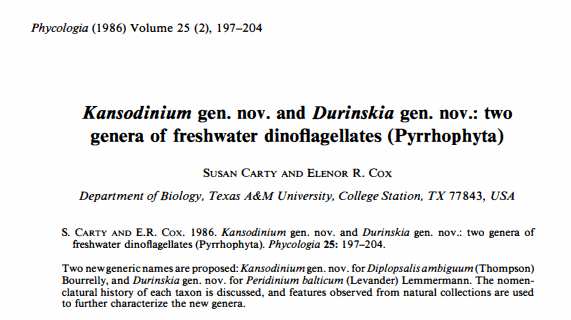 Phycologia (1986) Volume 25 (2), 197–204
Kansodinium gen. nov. and Durinskia gen. nov.: two
genera of freshwater dinoflagellates (Pyrrhophyta)
SUSAN CARTY AND ELENOR R. COX
Department of Biology, Texas A&M University, College Station, TX 77843, USA
S. CARTY AND E.R. COX. 1986. Kansodinium gen. nov. and Durinskia gen. nov.: two genera of
freshwater dinoflagellates (Pyrrhophyta). Phycologia 25: 197–204.
Two new generic names are proposed: Kansodinium gen. nov. for Diplopsalis ambiguum (Thompson)
Bourrelly, and Durinskia gen. nov. for Peridinium balticum (Levander) Lemmermann. The nomen-
clatural history of each taxon is discussed, and features observed from natural collections are used
to further characterize the new genera.